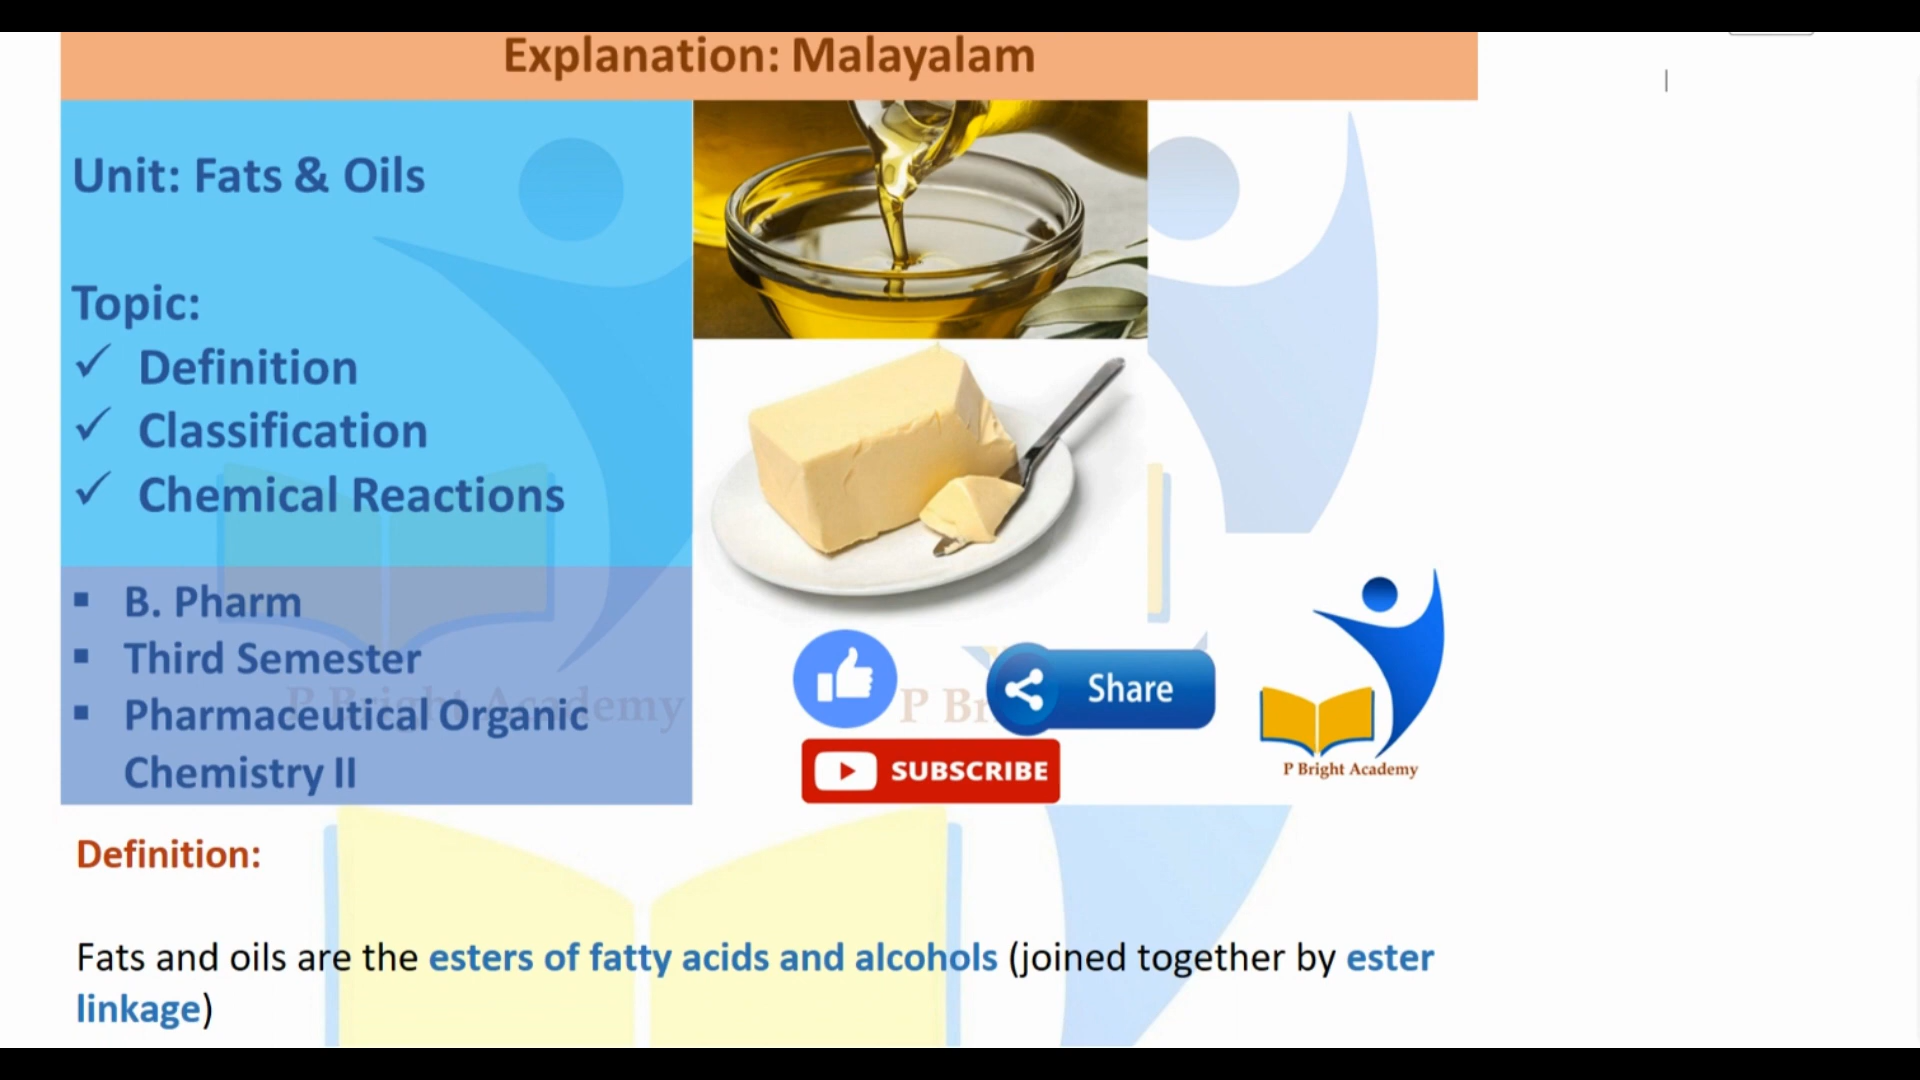 Explanation: Malayalam
Unit: Fats & Oils
Topic:
✓ Definition
✓ Classification
✓ Chemical Reactions
▪ B. Pharm
▪ Third Semester
▪ Pharmaceutical Organic
Chemistry II
Share
SUBSCRIBE
P Bright Academy
Definition:
Fats and oils are the esters of fatty acids and alcohols (joined together by ester
linkage)